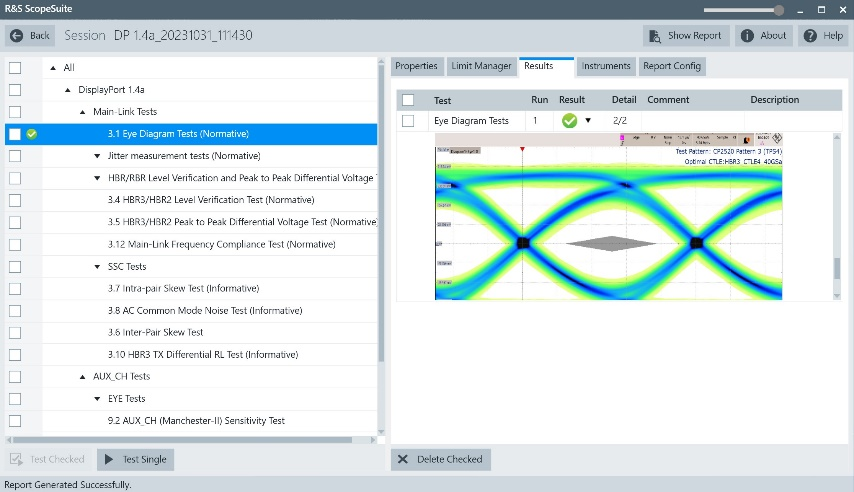 R&S ScopeSuite
Back Session DP 1.4a_20231031_111430 Show Report About Help
All
DisplayPort 1.4a
Main-Link Tests
3.1 Eye Diagram Tests (Normative)
Jitter measurement tests (Normative)
HBR/RBR Level Verification and Peak to Peak Differential Voltage
3.4 HBR3/HBR2 Level Verification Test (Normative)
3.5 HBR3/HBR2 Peak to Peak Differential Voltage Test (Normative)
3.12 Main-Link Frequency Compliance Test (Normative)
SSC Tests
3.7 Intra-pair Skew Test (Informative)
3.8 AC Common Mode Noise Test (Informative)
3.6 Inter-Pair Skew Test
3.10 HBR3 TX Differential RL Test (Informative)
AUX_CH Tests
EYE Tests
9.2 AUX_CH (Manchester-II) Sensitivity Test
Test Checked Test Single
Properties Limit Manager Results Instruments Report Config
Test Run Result Detail Comment Description
Eye Diagram Tests 1 2/2
Test Pattern: CP2520 Pattern 3 (TPS4)
Optimal CTLE:HBR3_CTLE4_40GSa
Delete Checked
Report Generated Successfully.